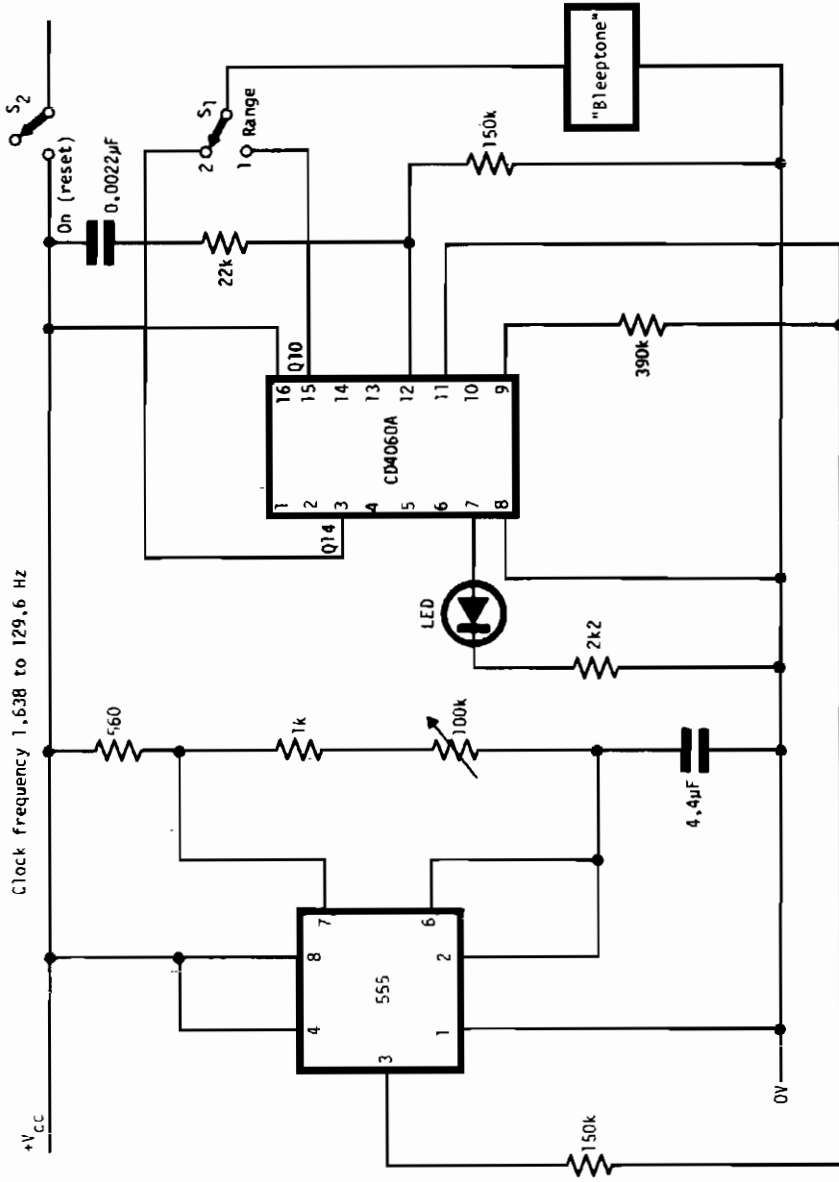 Clock frequency 1,638 to 129,6 Hz
+VCC
S2
On (reset)
0,0022µF
560
22k
S1
2
1
Range
1k
100k
4,4µF
150k
555
4
8
7
3
6
1
2
LED
2k2
Q14
Q10
CD4060A
1
2
3
4
5
6
7
8
16
15
14
13
12
11
10
9
150k
390k
"Bleeptone"
0V